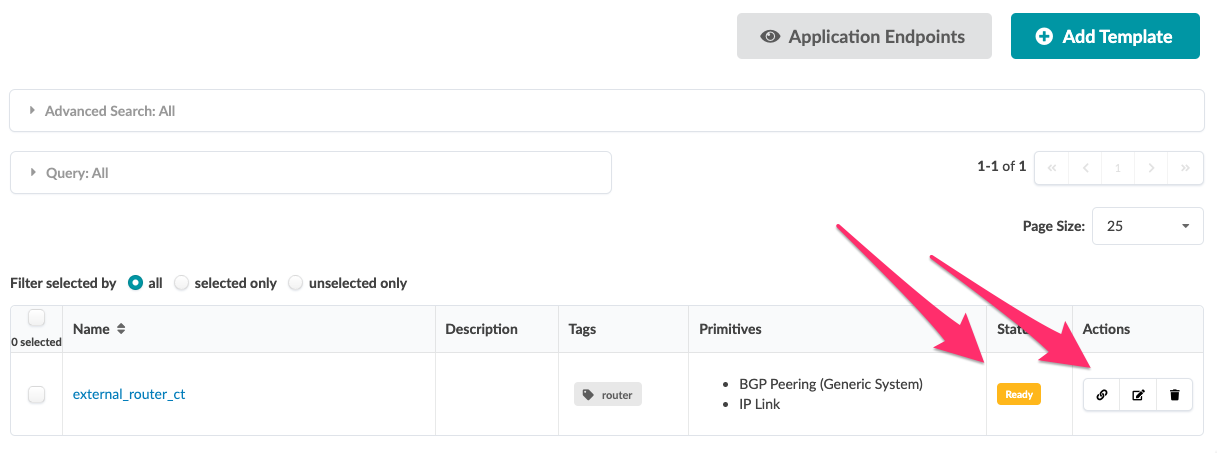 Application Endpoints
Add Template
Advanced Search: All
Query: All
1-1 of 1
« ‹ 1 › »
Page Size: 25
Filter selected by all selected only unselected only
0 selected
Name Description Tags Primitives Actions
external_router_ct
router
BGP Peering (Generic System)
IP Link
Ready